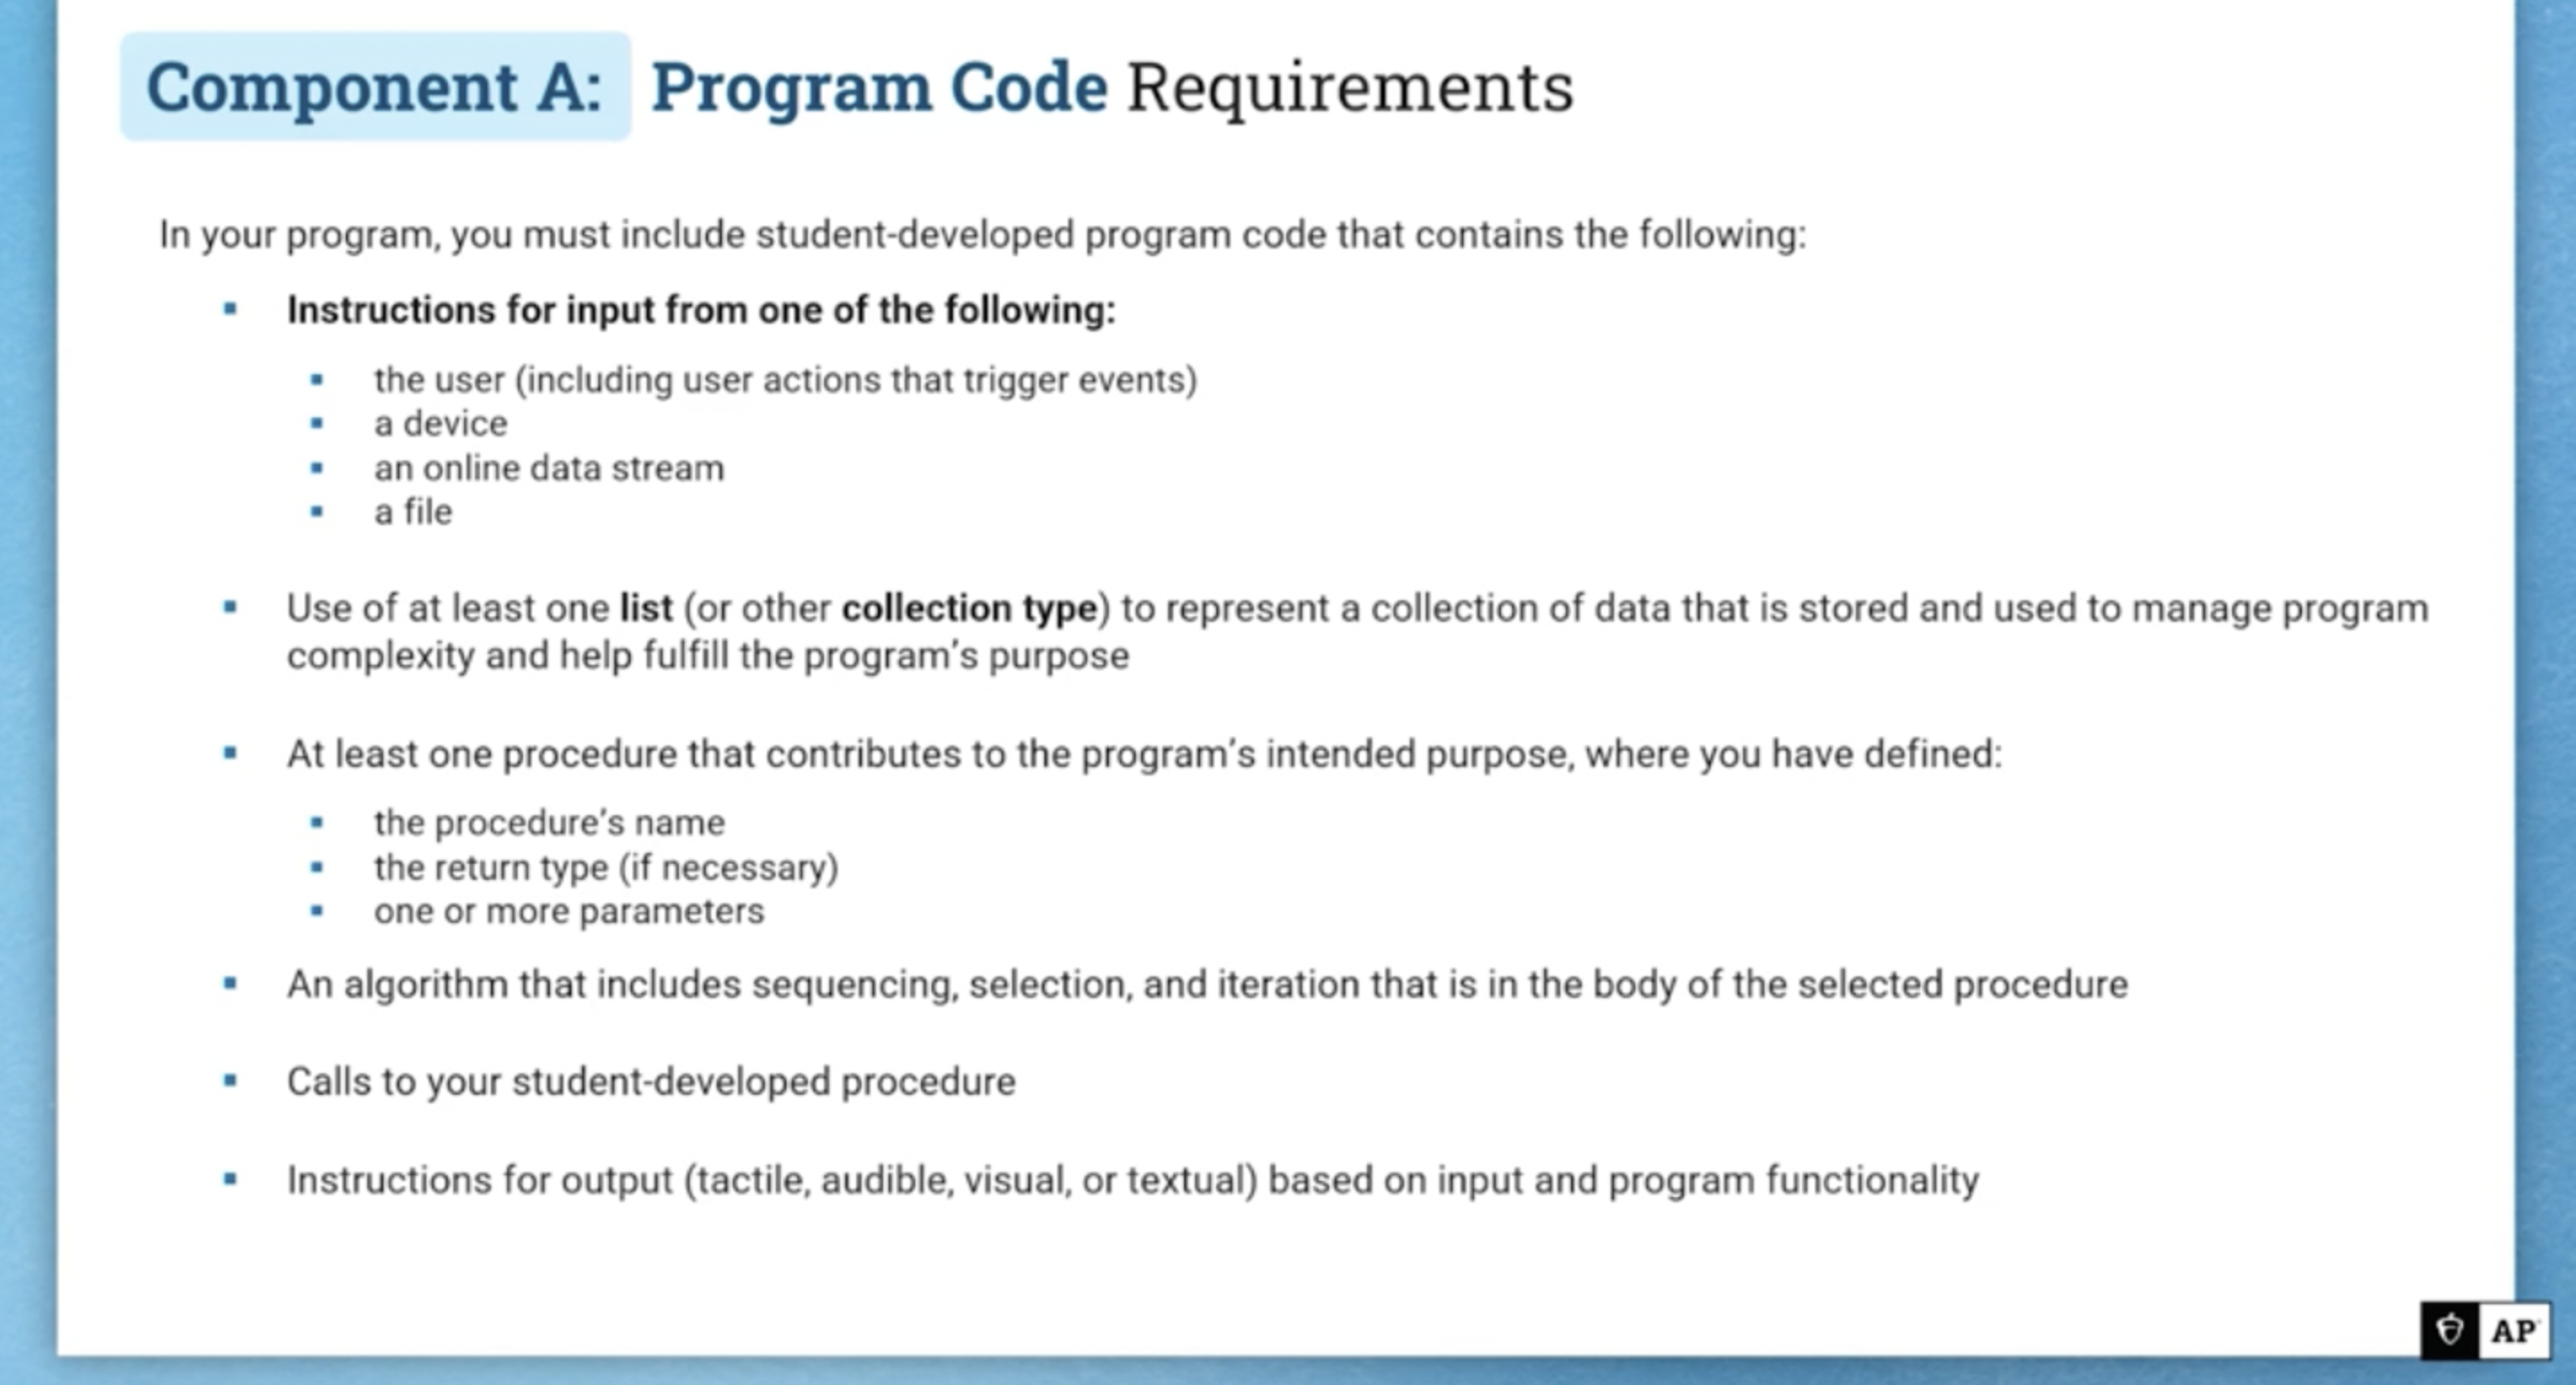 Component A: Program Code Requirements
In your program, you must include student-developed program code that contains the following:
Instructions for input from one of the following:
the user (including user actions that trigger events)
a device
an online data stream
a file
Use of at least one list (or other collection type) to represent a collection of data that is stored and used to manage program
complexity and help fulfill the program's purpose
At least one procedure that contributes to the program's intended purpose, where you have defined:
the procedure's name
the return type (if necessary)
one or more parameters
An algorithm that includes sequencing, selection, and iteration that is in the body of the selected procedure
Calls to your student-developed procedure
Instructions for output (tactile, audible, visual, or textual) based on input and program functionality
AP